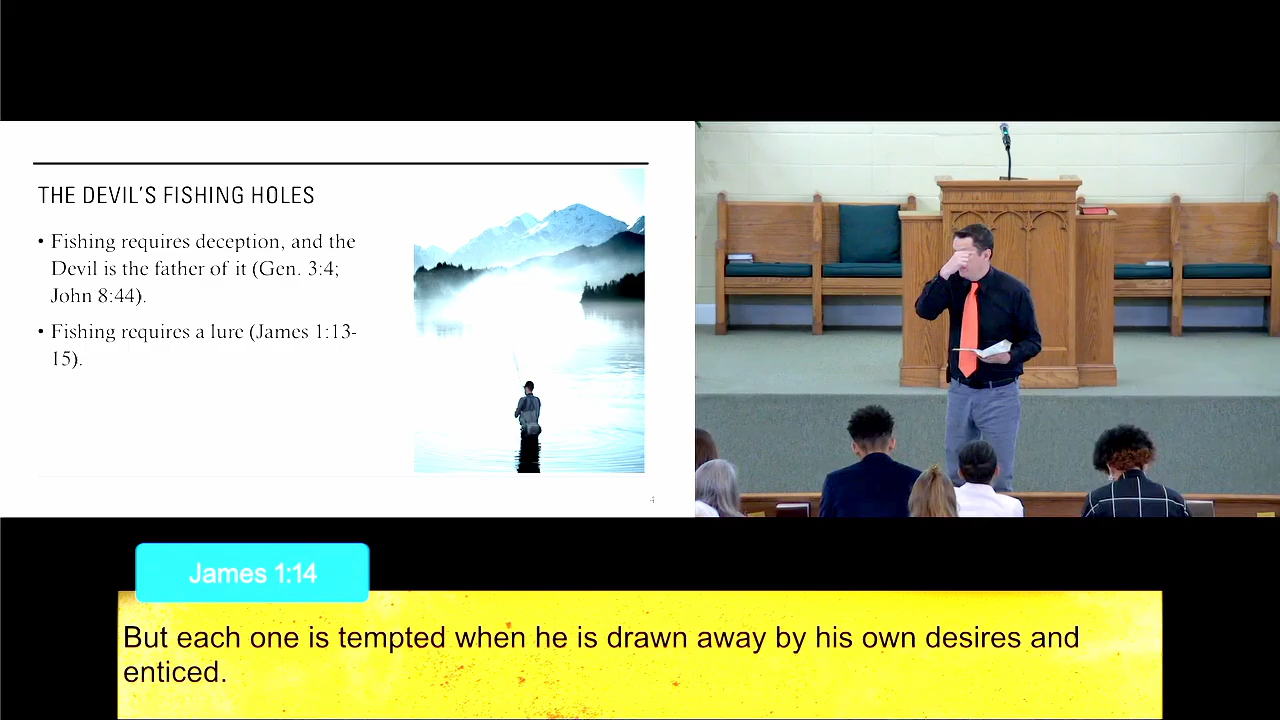 THE DEVIL'S FISHING HOLES
• Fishing requires deception, and the
Devil is the father of it (Gen. 3:4;
John 8:44).
• Fishing requires a lure (James 1:13-
15).
4
James 1:14
But each one is tempted when he is drawn away by his own desires and
enticed.